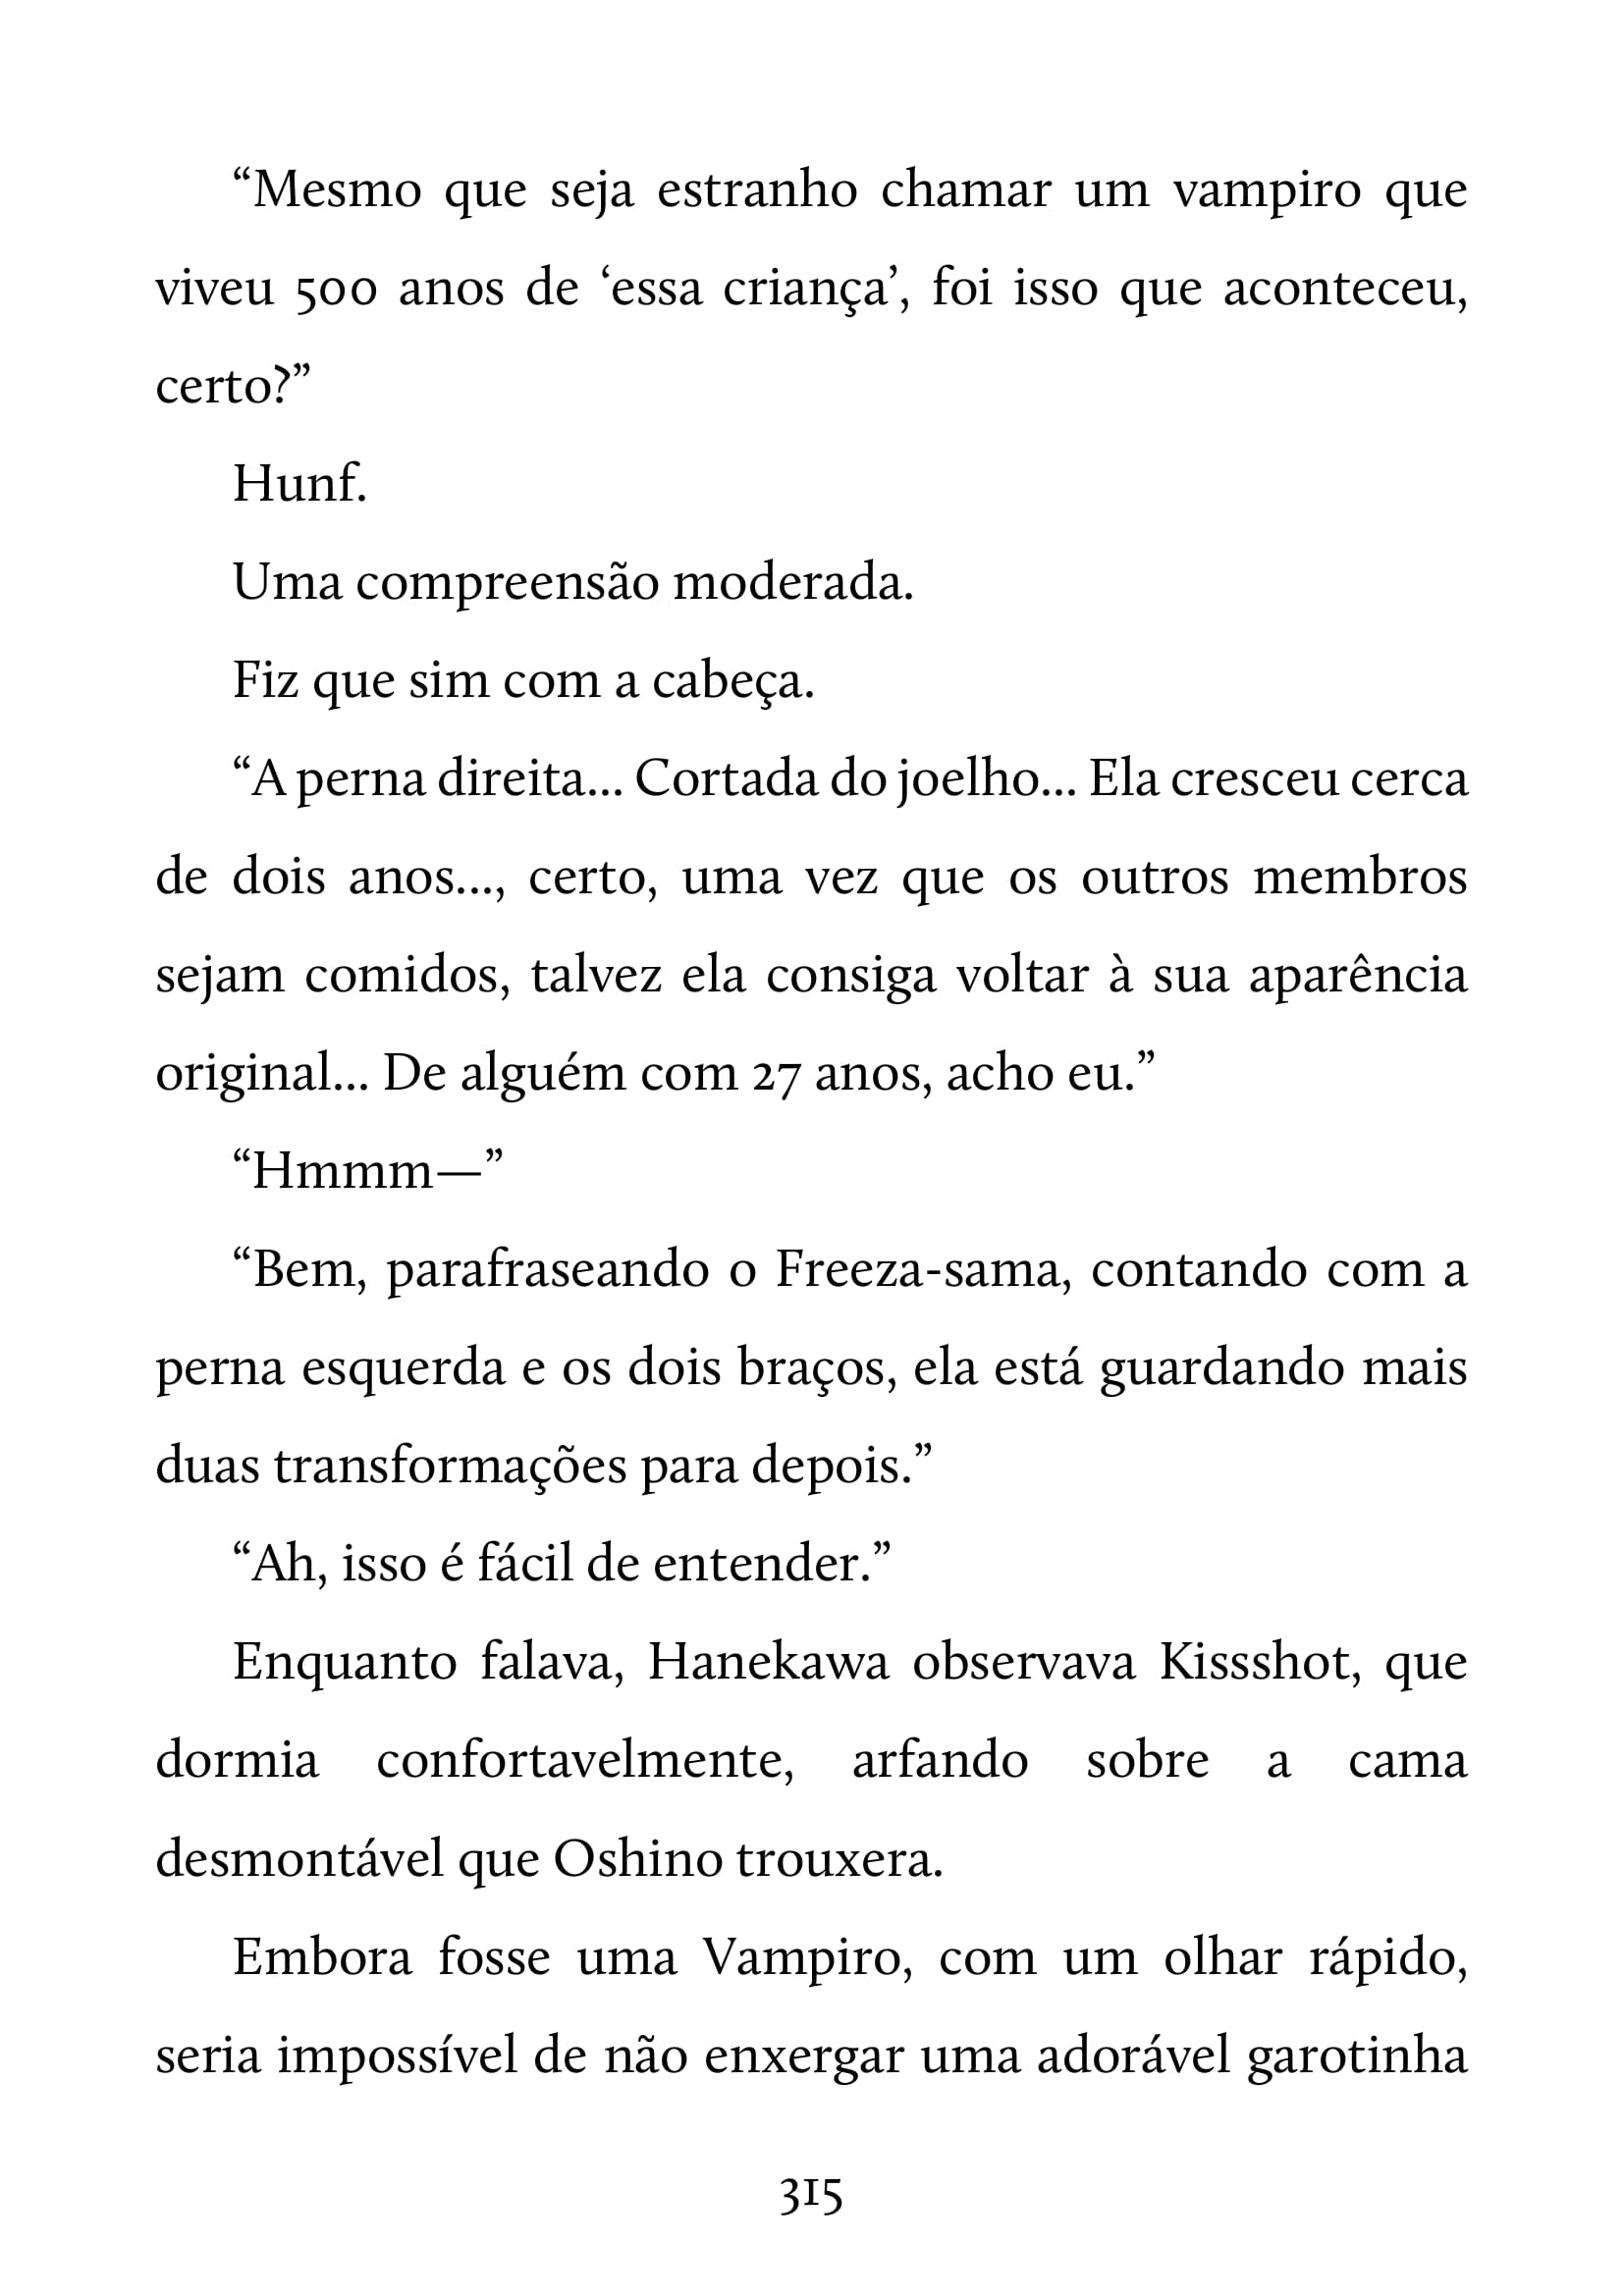 “Mesmo que seja estranho chamar um vampiro que
viveu 500 anos de ‘essa criança’, foi isso que aconteceu,
certo?”
Hunf.
Uma compreensão moderada.
Fiz que sim com a cabeça.
“A perna direita... Cortada do joelho... Ela cresceu cerca
de dois anos..., certo, uma vez que os outros membros
sejam comidos, talvez ela consiga voltar à sua aparência
original... De alguém com 27 anos, acho eu.”
“Hmmm—”
“Bem, parafraseando o Freeza-sama, contando com a
perna esquerda e os dois braços, ela está guardando mais
duas transformações para depois.”
“Ah, isso é fácil de entender.”
Enquanto falava, Hanekawa observava Kissshot, que
dormia confortavelmente, arfando sobre a cama
desmontável que Oshino trouxera.
Embora fosse uma Vampiro, com um olhar rápido,
seria impossível de não enxergar uma adorável garotinha
315